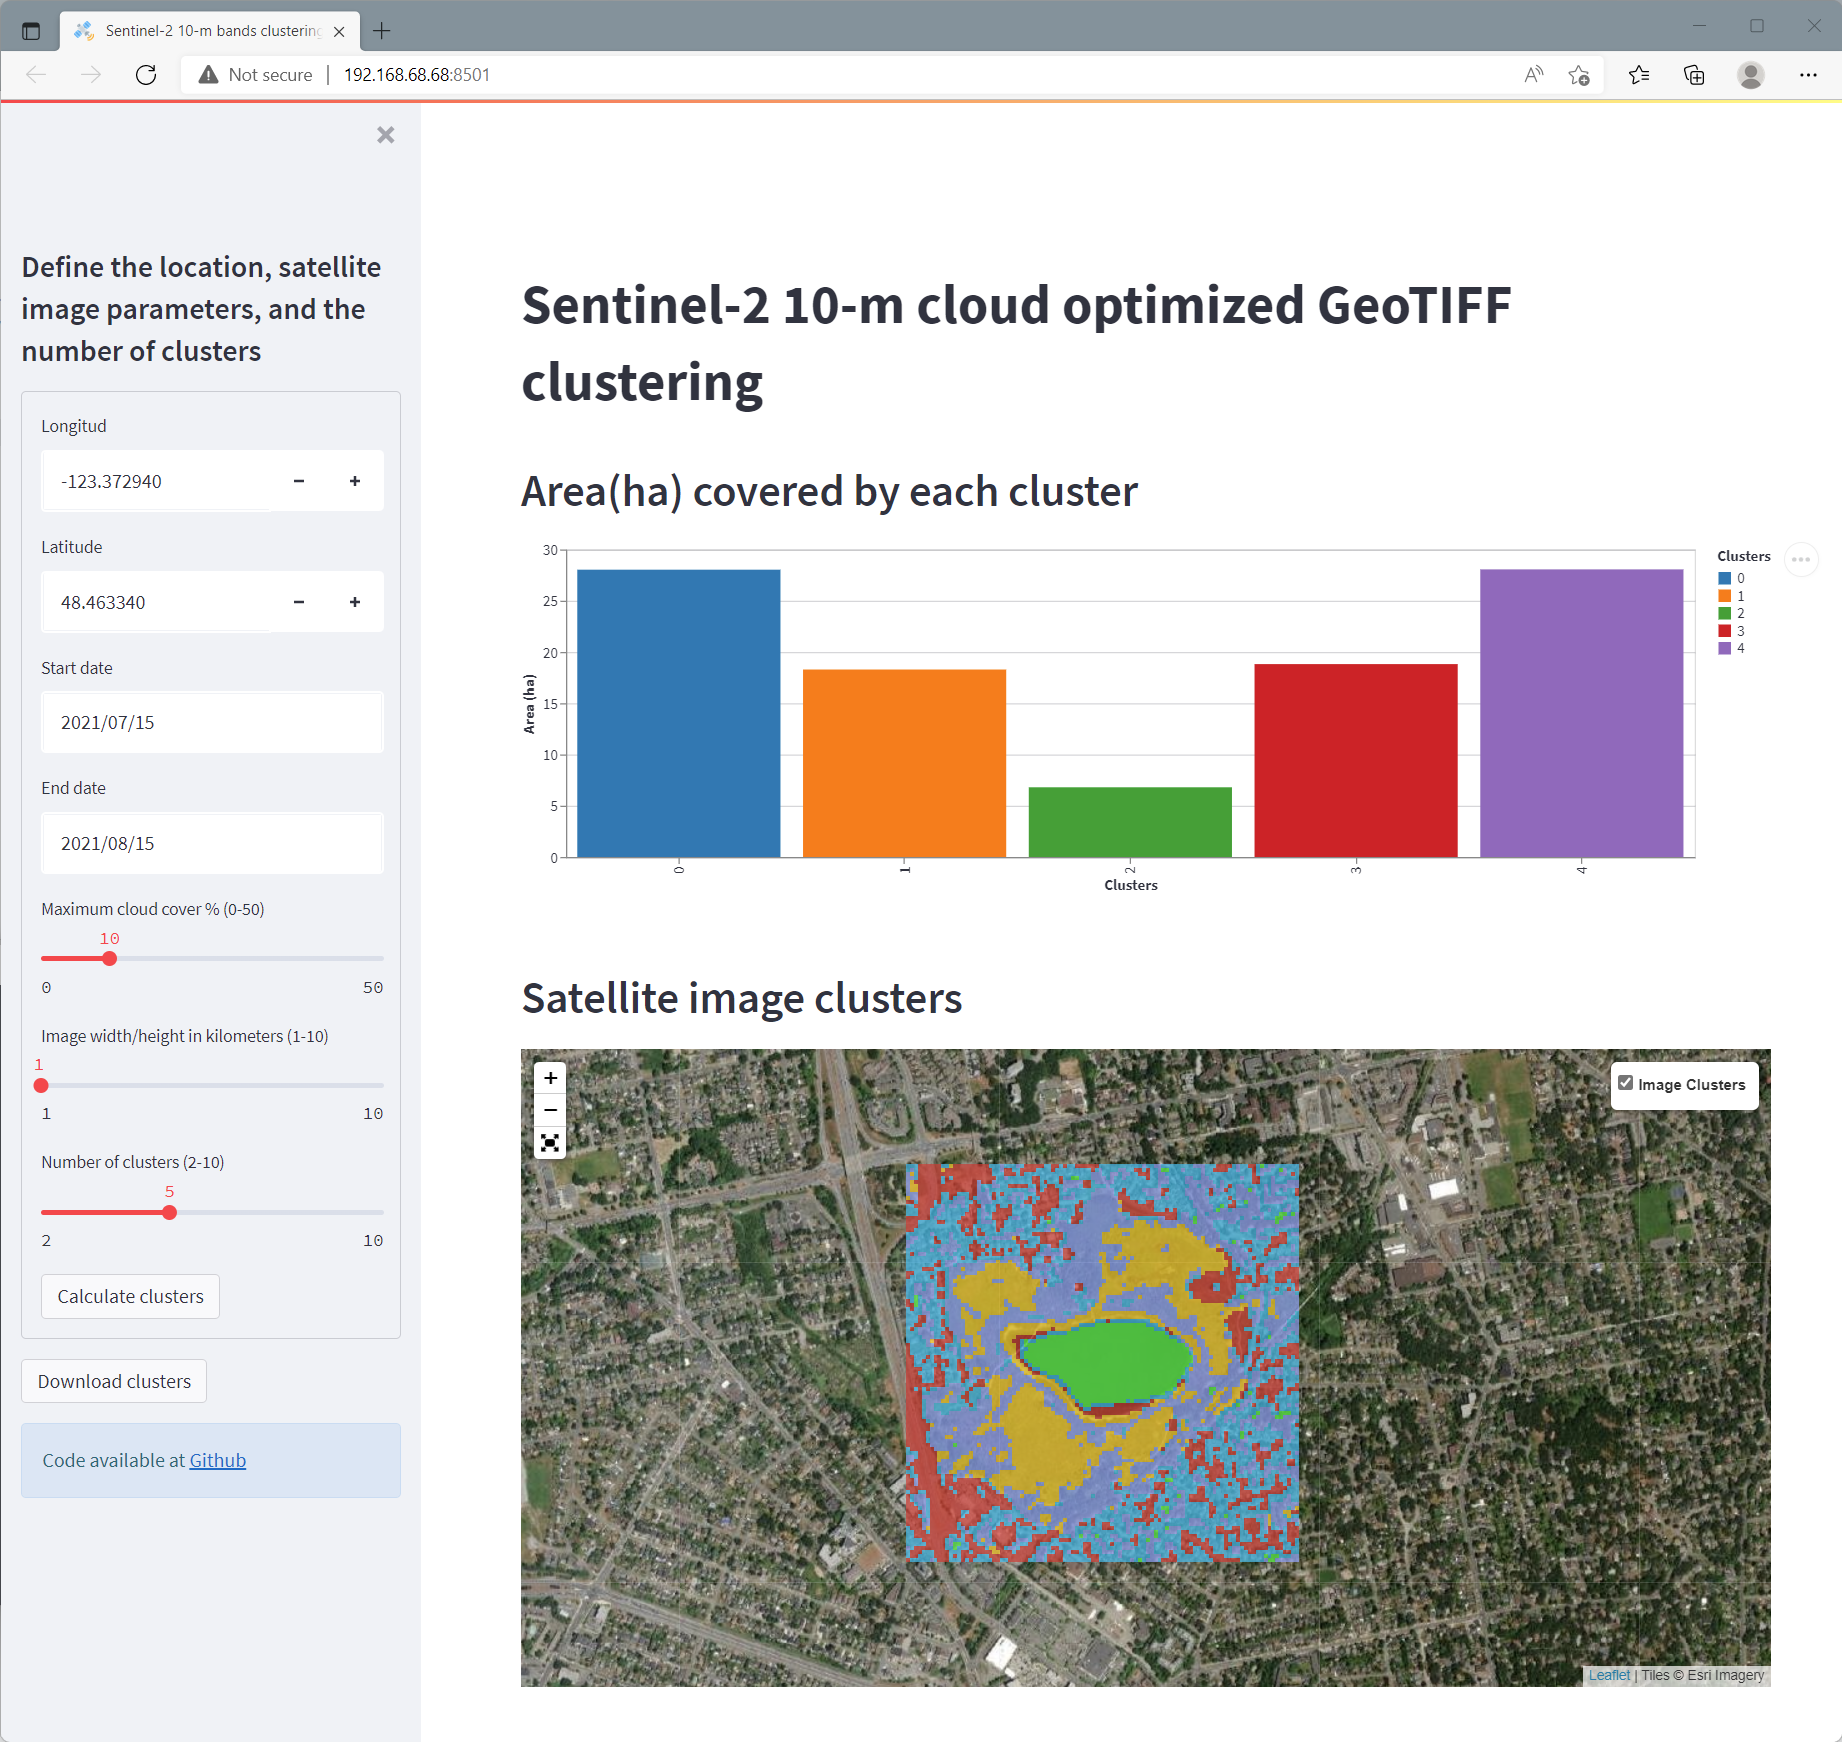 Sentinel-2 10-m bands clustering
Not secure | 192.168.68.68:8501
Define the location, satellite
image parameters, and the
number of clusters
Longitud
-123.372940 - +
Latitude
48.463340 - +
Start date
2021/07/15
End date
2021/08/15
Maximum cloud cover % (0-50)
10
0 50
Image width/height in kilometers (1-10)
1
1 10
Number of clusters (2-10)
5
2 10
Calculate clusters
Download clusters
Code available at Github
Sentinel-2 10-m cloud optimized GeoTIFF
clustering
Area(ha) covered by each cluster
30
25
20
15
10
5
0
Area (ha)
0 1 2 3 4
Clusters
Clusters
0
1
2
3
4
Satellite image clusters
+
−
Image Clusters
Leaflet | Tiles © Esri Imagery